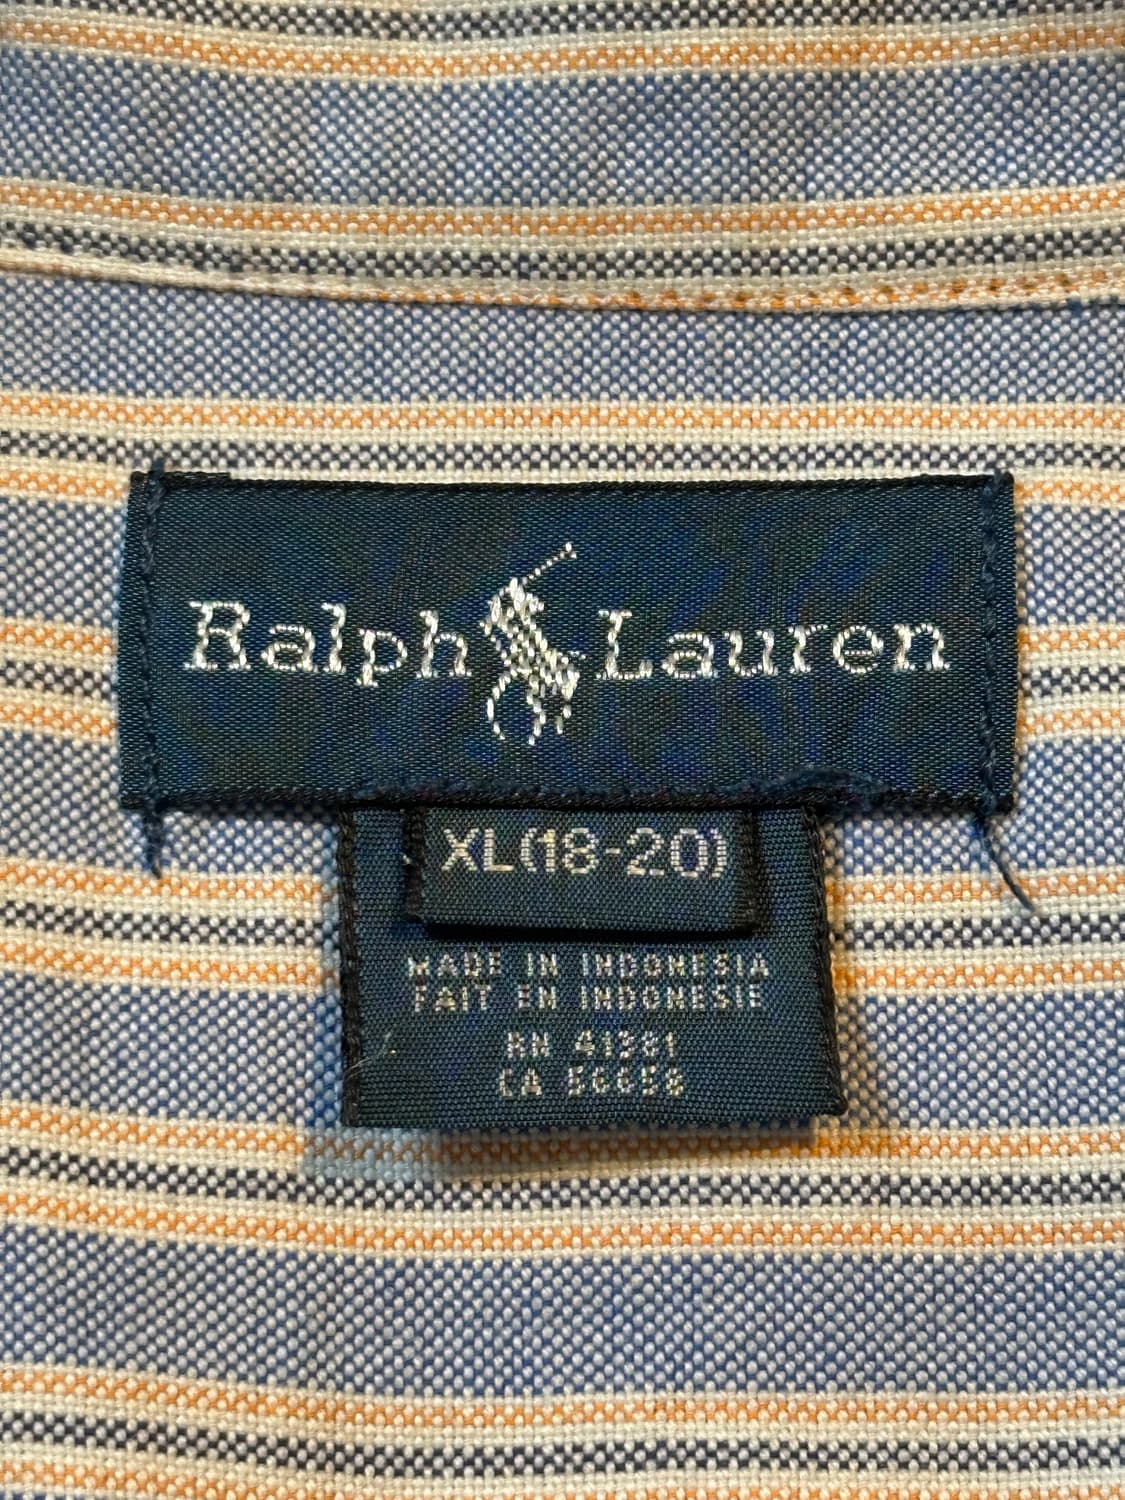 Ralph Lauren
XL(18-20)
MADE IN INDONESIA
FAIT EN INDONESIE
RN 41381
CA 56658